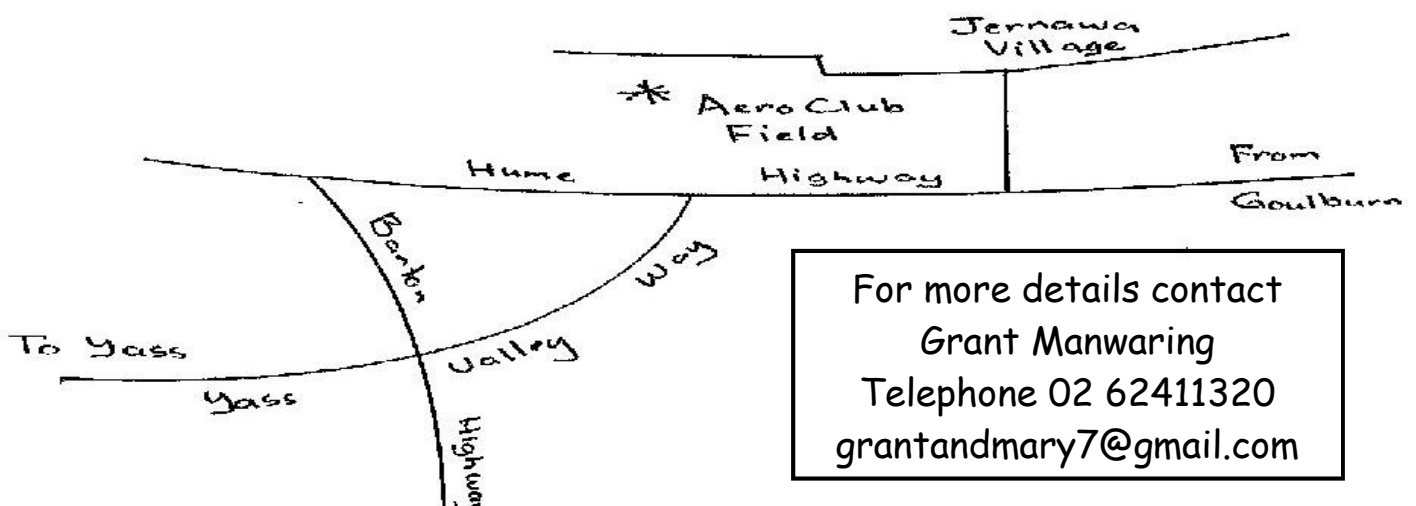 Jernawa
Village
Aero Club
Field
Hume Highway
From
Goulburn
Barton
Way
Valley
To Yass
Yass
Highway
For more details contact
Grant Manwaring
Telephone 02 62411320
grantandmary7@gmail.com